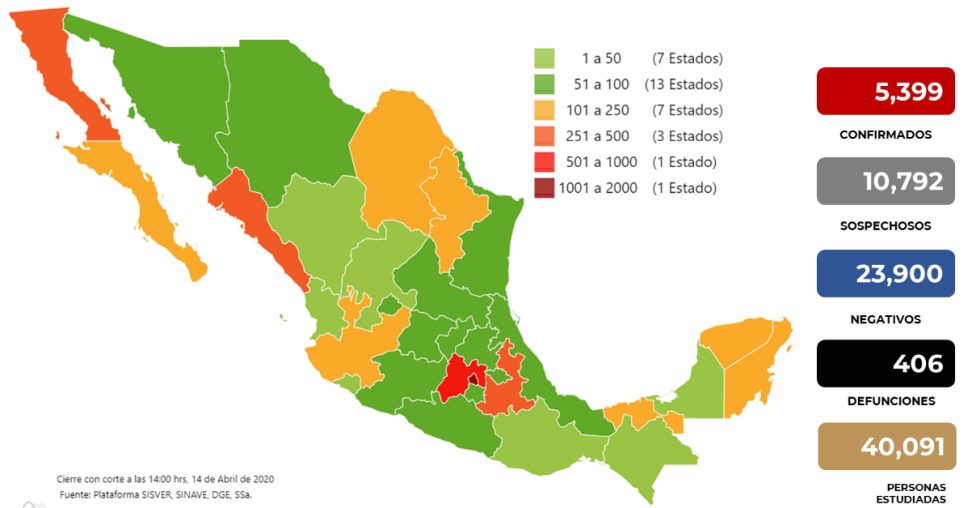 1 a 50 (7 Estados)
51 a 100 (13 Estados)
101 a 250 (7 Estados)
251 a 500 (3 Estados)
501 a 1000 (1 Estado)
1001 a 2000 (1 Estado)
5,399
CONFIRMADOS
10,792
SOSPECHOSOS
23,900
NEGATIVOS
406
DEFUNCIONES
40,091
PERSONAS
ESTUDIADAS
Cierre con corte a las 14:00 hrs, 14 de Abril de 2020
Fuente: Plataforma SISVER, SINAVE, DGE, SSa.